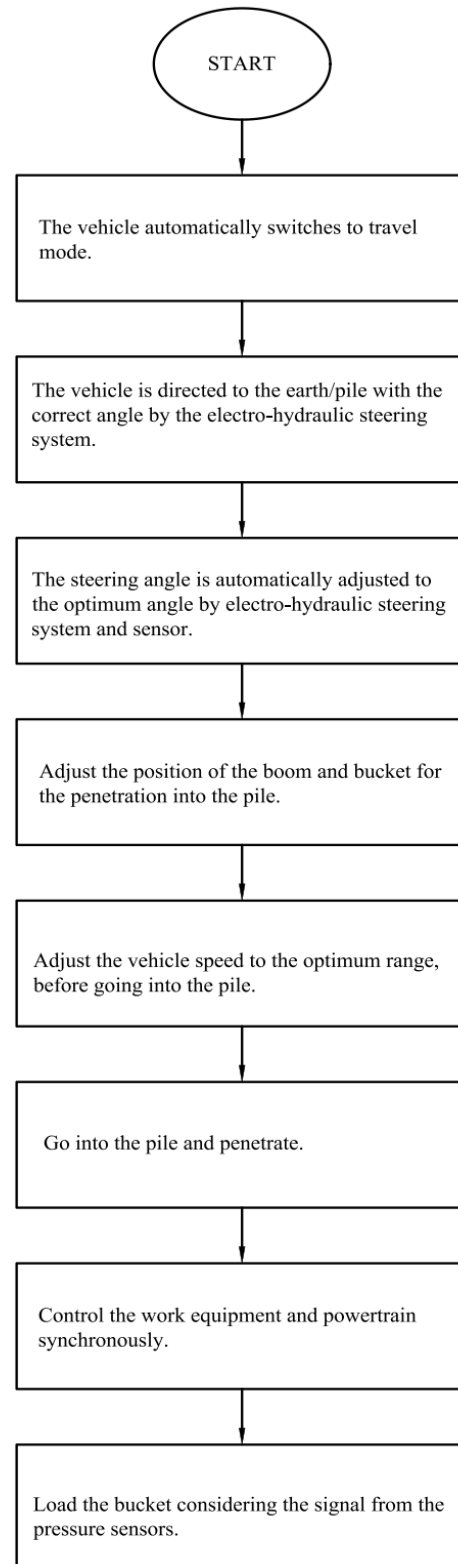 START
The vehicle automatically switches to travel
mode.
The vehicle is directed to the earth/pile with the
correct angle by the electro-hydraulic steering
system.
The steering angle is automatically adjusted to
the optimum angle by electro-hydraulic steering
system and sensor.
Adjust the position of the boom and bucket for
the penetration into the pile.
Adjust the vehicle speed to the optimum range,
before going into the pile.
Go into the pile and penetrate.
Control the work equipment and powertrain
synchronously.
Load the bucket considering the signal from the
pressure sensors.